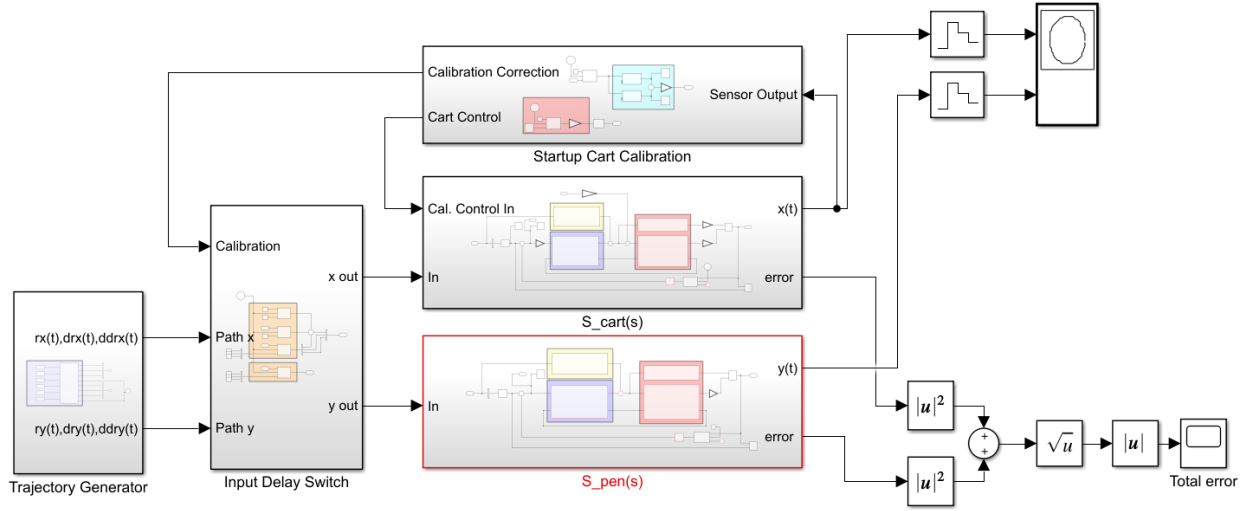 Calibration Correction
Cart Control
Sensor Output
Startup Cart Calibration
Cal. Control In
In
x(t)
error
S_cart(s)
Calibration
Path x
Path y
x out
y out
Input Delay Switch
rx(t),drx(t),ddrx(t)
ry(t),dry(t),ddry(t)
Trajectory Generator
In
y(t)
error
S_pen(s)
|u|²
|u|²
+
+
√u
|u|
Total error